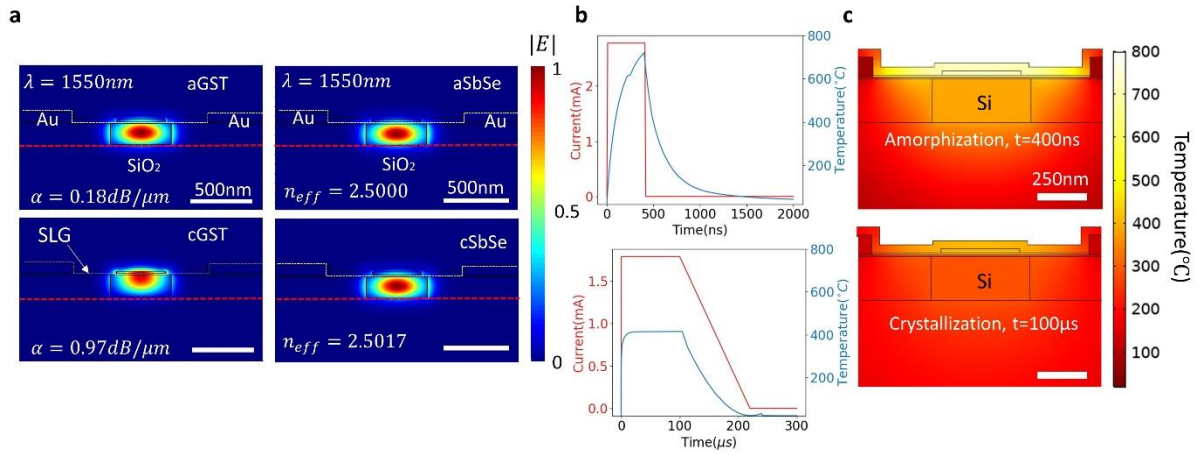 a
b
c
|E|
λ = 1550nm
aGST
Au
Au
SiO₂
α = 0.18dB/μm
500nm
λ = 1550nm
aSbSe
Au
Au
SiO₂
n_eff = 2.5000
500nm
SLG
cGST
α = 0.97dB/μm
cSbSe
n_eff = 2.5017
1
0.5
0
Current(mA)
2
1
0
800
600
400
200
Temperature(°C)
0
500
1000
1500
2000
Time(ns)
Current(mA)
1.5
1.0
0.5
0.0
800
600
400
200
Temperature(°C)
0
100
200
300
Time(μs)
Si
Amorphization, t=400ns
250nm
Si
Crystallization, t=100μs
800
700
600
500
400
300
200
100
Temperature(°C)